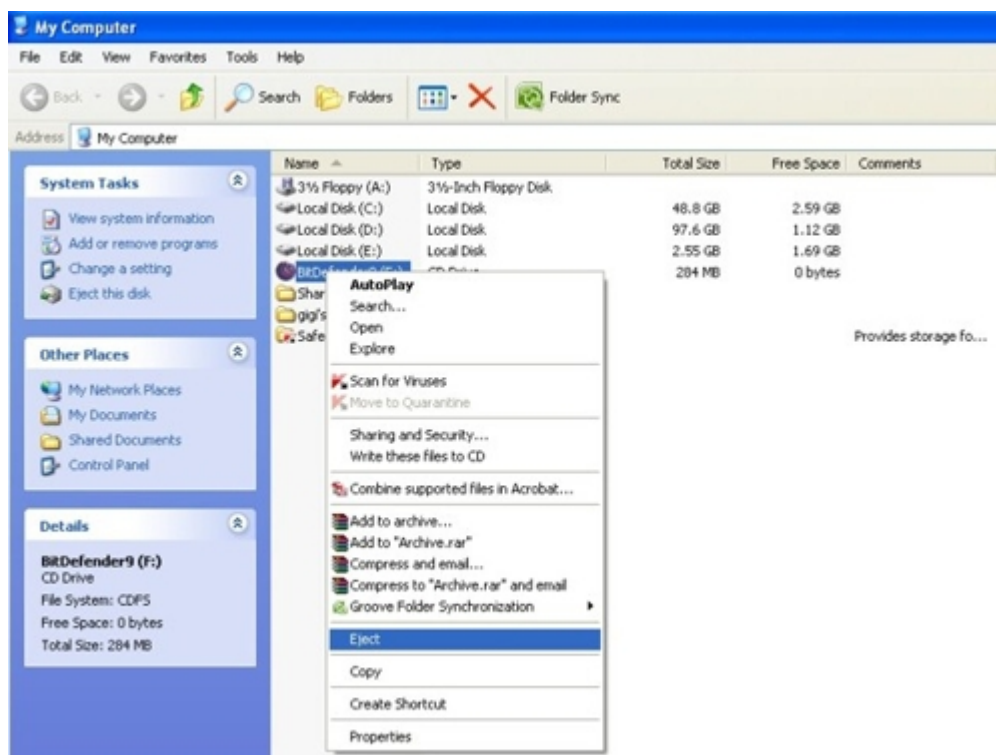 My Computer
File Edit View Favorites Tools Help
Back Search Folders Folder Sync
Address My Computer
Name Type Total Size Free Space Comments
System Tasks
View system information
Add or remove programs
Change a setting
Eject this disk
Other Places
My Network Places
My Documents
Shared Documents
Control Panel
Details
BitDefender9 (F:)
CD Drive
File System: CDFS
Free Space: 0 bytes
Total Size: 284 MB
3½ Floppy (A:) 3½-Inch Floppy Disk
Local Disk (C:) Local Disk 48.8 GB 2.59 GB
Local Disk (D:) Local Disk 97.6 GB 1.12 GB
Local Disk (E:) Local Disk 2.55 GB 1.69 GB
BitDefender9 (F:) CD Drive 284 MB 0 bytes
Shar
gigi's
Safe Provides storage fo...
AutoPlay
Search...
Open
Explore
Scan for Viruses
Move to Quarantine
Sharing and Security...
Write these files to CD
Combine supported files in Acrobat...
Add to archive...
Add to "Archive.rar"
Compress and email...
Compress to "Archive.rar" and email
Groove Folder Synchronization
Eject
Copy
Create Shortcut
Properties